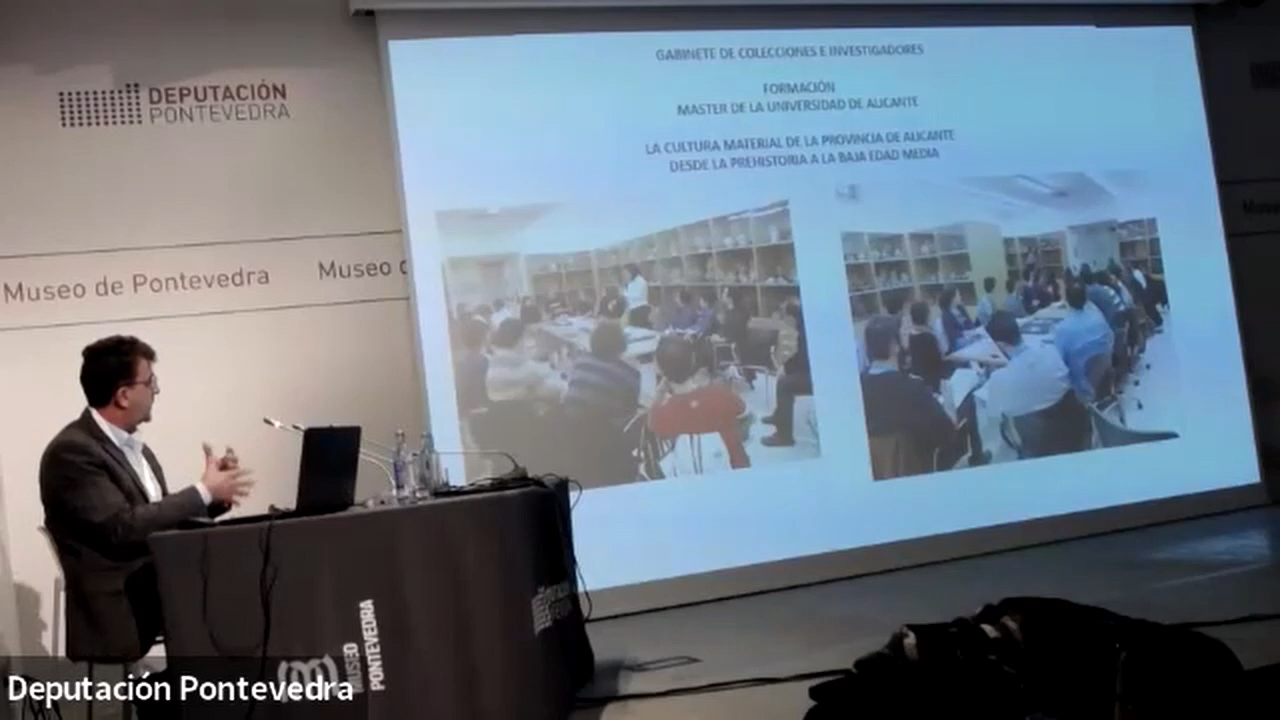 DEPUTACIÓN
PONTEVEDRA
Museo de Pontevedra
Museo d
GABINETE DE COLECCIONES E INVESTIGADORES
FORMACIÓN
MASTER DE LA UNIVERSIDAD DE ALICANTE
LA CULTURA MATERIAL DE LA PROVINCIA DE ALICANTE
DESDE LA PREHISTORIA A LA BAJA EDAD MEDIA
MUSEO
PONTEVEDRA
Deputación Pontevedra